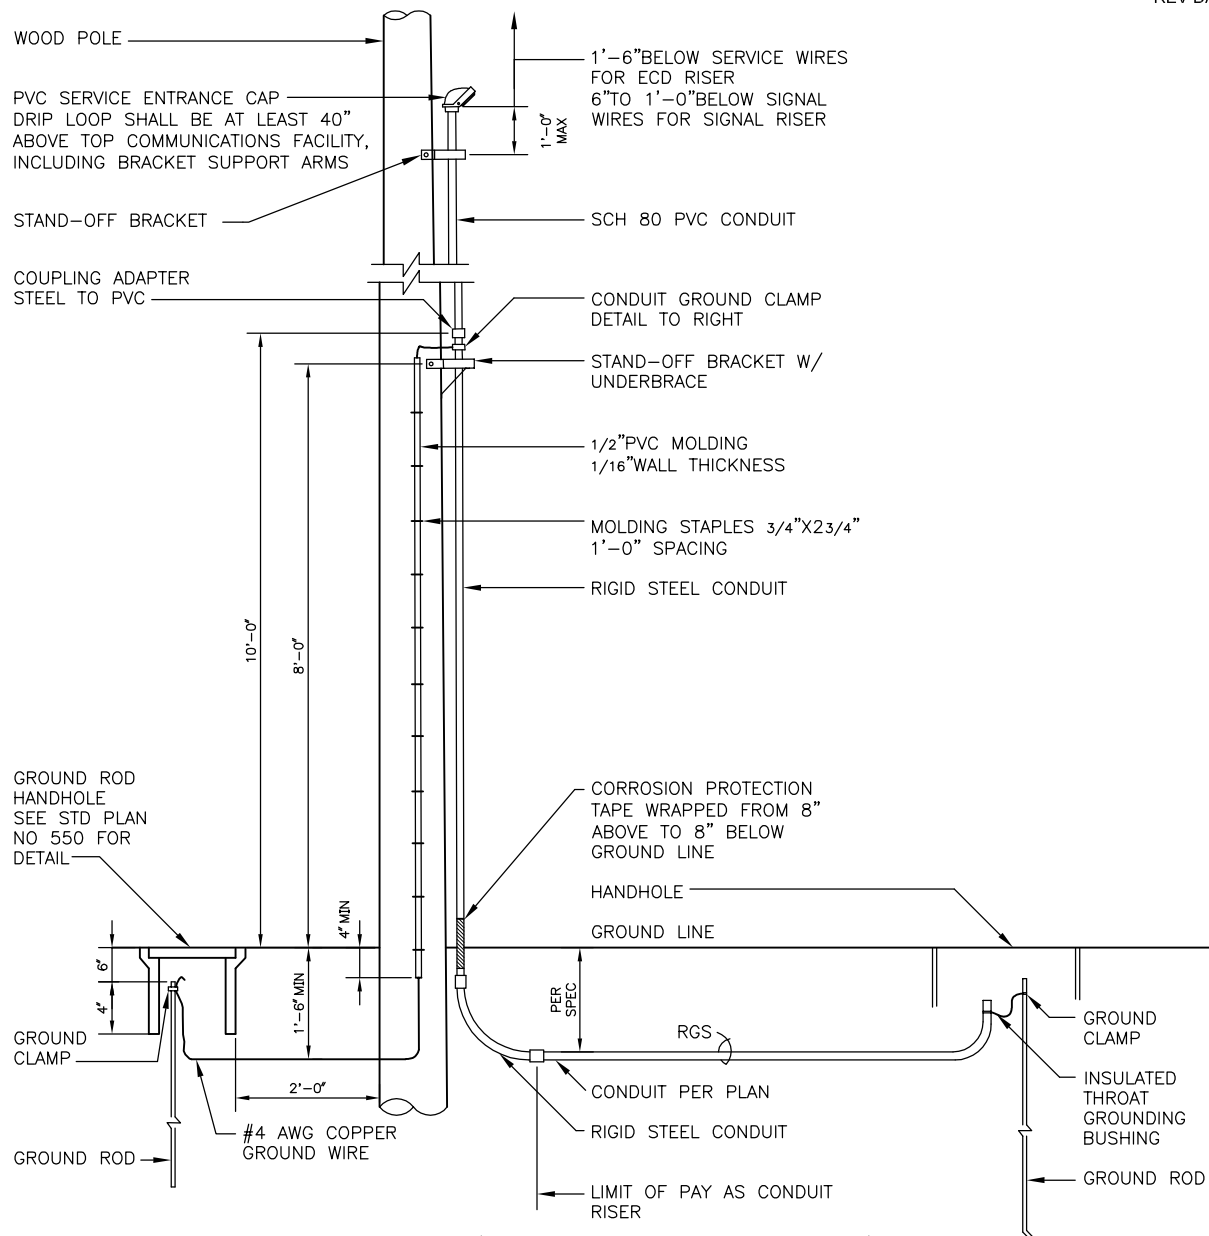 WOOD POLE
1'-6"BELOW SERVICE WIRES
FOR ECD RISER
6"TO 1'-0"BELOW SIGNAL
WIRES FOR SIGNAL RISER
PVC SERVICE ENTRANCE CAP
DRIP LOOP SHALL BE AT LEAST 40"
ABOVE TOP COMMUNICATIONS FACILITY,
INCLUDING BRACKET SUPPORT ARMS
1'-0"
MAX
STAND-OFF BRACKET
SCH 80 PVC CONDUIT
COUPLING ADAPTER
STEEL TO PVC
CONDUIT GROUND CLAMP
DETAIL TO RIGHT
STAND-OFF BRACKET W/
UNDERBRACE
1/2"PVC MOLDING
1/16"WALL THICKNESS
MOLDING STAPLES 3/4"X23/4"
1'-0" SPACING
RIGID STEEL CONDUIT
10'-0"
8'-0"
GROUND ROD
HANDHOLE
SEE STD PLAN
NO 550 FOR
DETAIL
CORROSION PROTECTION
TAPE WRAPPED FROM 8"
ABOVE TO 8" BELOW
GROUND LINE
HANDHOLE
GROUND LINE
4" MIN
6"
4"
1'-6" MIN
PER
SPEC
RGS
GROUND
CLAMP
GROUND
CLAMP
2'-0"
CONDUIT PER PLAN
INSULATED
THROAT
GROUNDING
BUSHING
#4 AWG COPPER
GROUND WIRE
RIGID STEEL CONDUIT
GROUND ROD
GROUND ROD
LIMIT OF PAY AS CONDUIT
RISER